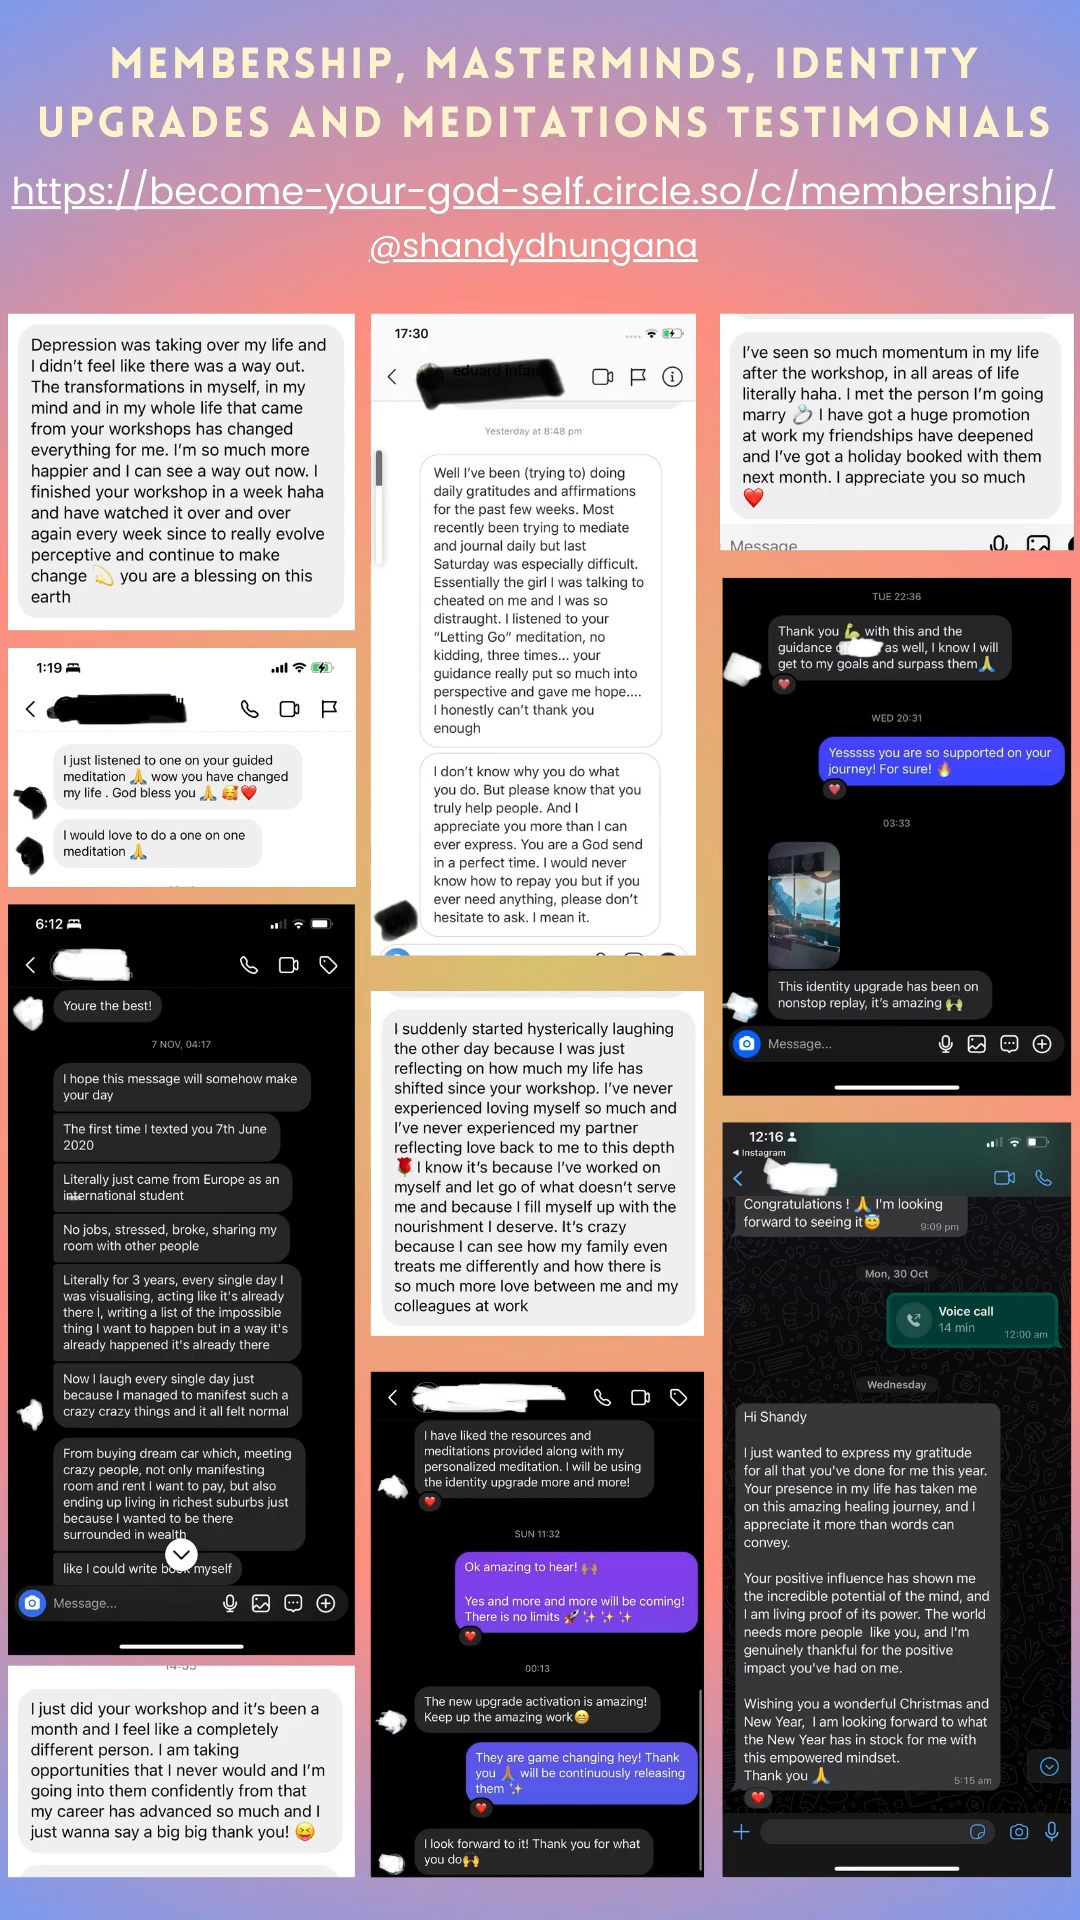 MEMBERSHIP, MASTERMINDS, IDENTITY
UPGRADES AND MEDITATIONS TESTIMONIALS
https://become-your-god-self.circle.so/c/membership/
@shandydhungana
Depression was taking over my life and
I didn't feel like there was a way out.
The transformations in myself, in my
mind and in my whole life that came
from your workshops has changed
everything for me. I'm so much more
happier and I can see a way out now. I
finished your workshop in a week haha
and have watched it over and over
again every week since to really evolve
perceptive and continue to make
change 💫 you are a blessing on this
earth
1:19
I just listened to one on your guided
meditation 🙏 wow you have changed
my life . God bless you 🙏 🥰❤️
I would love to do a one on one
meditation 🙏
6:12
Youre the best!
7 NOV, 04:17
I hope this message will somehow make
your day
The first time I texted you 7th June
2020
Literally just came from Europe as an
international student
No jobs, stressed, broke, sharing my
room with other people
Literally for 3 years, every single day I
was visualising, acting like it's already
there I, writing a list of the impossible
thing I want to happen but in a way it's
already happened it's already there
Now I laugh every single day just
because I managed to manifest such a
crazy crazy things and it all felt normal
From buying dream car which, meeting
crazy people, not only manifesting
room and rent I want to pay, but also
ending up living in richest suburbs just
because I wanted to be there
surrounded in wealth
like I could write book myself
Message...
14:55
I just did your workshop and it's been a
month and I feel like a completely
different person. I am taking
opportunities that I never would and I'm
going into them confidently from that
my career has advanced so much and I
just wanna say a big big thank you! 😝
17:30
Yesterday at 8:48 pm
Well I've been (trying to) doing
daily gratitudes and affirmations
for the past few weeks. Most
recently been trying to mediate
and journal daily but last
Saturday was especially difficult.
Essentially the girl I was talking to
cheated on me and I was so
distraught. I listened to your
“Letting Go” meditation, no
kidding, three times... your
guidance really put so much into
perspective and gave me hope....
I honestly can't thank you
enough
I don't know why you do what
you do. But please know that you
truly help people. And I
appreciate you more than I can
ever express. You are a God send
in a perfect time. I would never
know how to repay you but if you
ever need anything, please don't
hesitate to ask. I mean it.
I suddenly started hysterically laughing
the other day because I was just
reflecting on how much my life has
shifted since your workshop. I've never
experienced loving myself so much and
I've never experienced my partner
reflecting love back to me to this depth
🌹 I know it's because I've worked on
myself and let go of what doesn't serve
me and because I fill myself up with the
nourishment I deserve. It's crazy
because I can see how my family even
treats me differently and how there is
so much more love between me and my
colleagues at work
I have liked the resources and
meditations provided along with my
personalized meditation. I will be using
the identity upgrade more and more!
SUN 11:32
Ok amazing to hear! 🙌🏽
Yes and more and more will be coming!
There is no limits 🚀✨✨✨
00:13
The new upgrade activation is amazing!
Keep up the amazing work😁
They are game changing hey! Thank
you 🙏🏽 will be continuously releasing
them ✨
I look forward to it! Thank you for what
you do🙌
I've seen so much momentum in my life
after the workshop, in all areas of life
literally haha. I met the person I'm going
marry 💍 I have got a huge promotion
at work my friendships have deepened
and I've got a holiday booked with them
next month. I appreciate you so much
❤️
Message
TUE 22:36
Thank you 💪 with this and the
guidance as well, I know I will
get to my goals and surpass them🙏
WED 20:31
Yesssss you are so supported on your
journey! For sure! 🔥
03:33
This identity upgrade has been on
nonstop replay, it's amazing 🙌
Message...
12:16
Instagram
Congratulations ! 🙏 I'm looking
forward to seeing it😇
9:09 pm
Mon, 30 Oct
Voice call
14 min
12:00 am
Wednesday
Hi Shandy
I just wanted to express my gratitude
for all that you've done for me this year.
Your presence in my life has taken me
on this amazing healing journey, and I
appreciate it more than words can
convey.
Your positive influence has shown me
the incredible potential of the mind, and
I am living proof of its power. The world
needs more people like you, and I'm
genuinely thankful for the positive
impact you've had on me.
Wishing you a wonderful Christmas and
New Year, I am looking forward to what
the New Year has in stock for me with
this empowered mindset.
Thank you 🙏
5:15 am